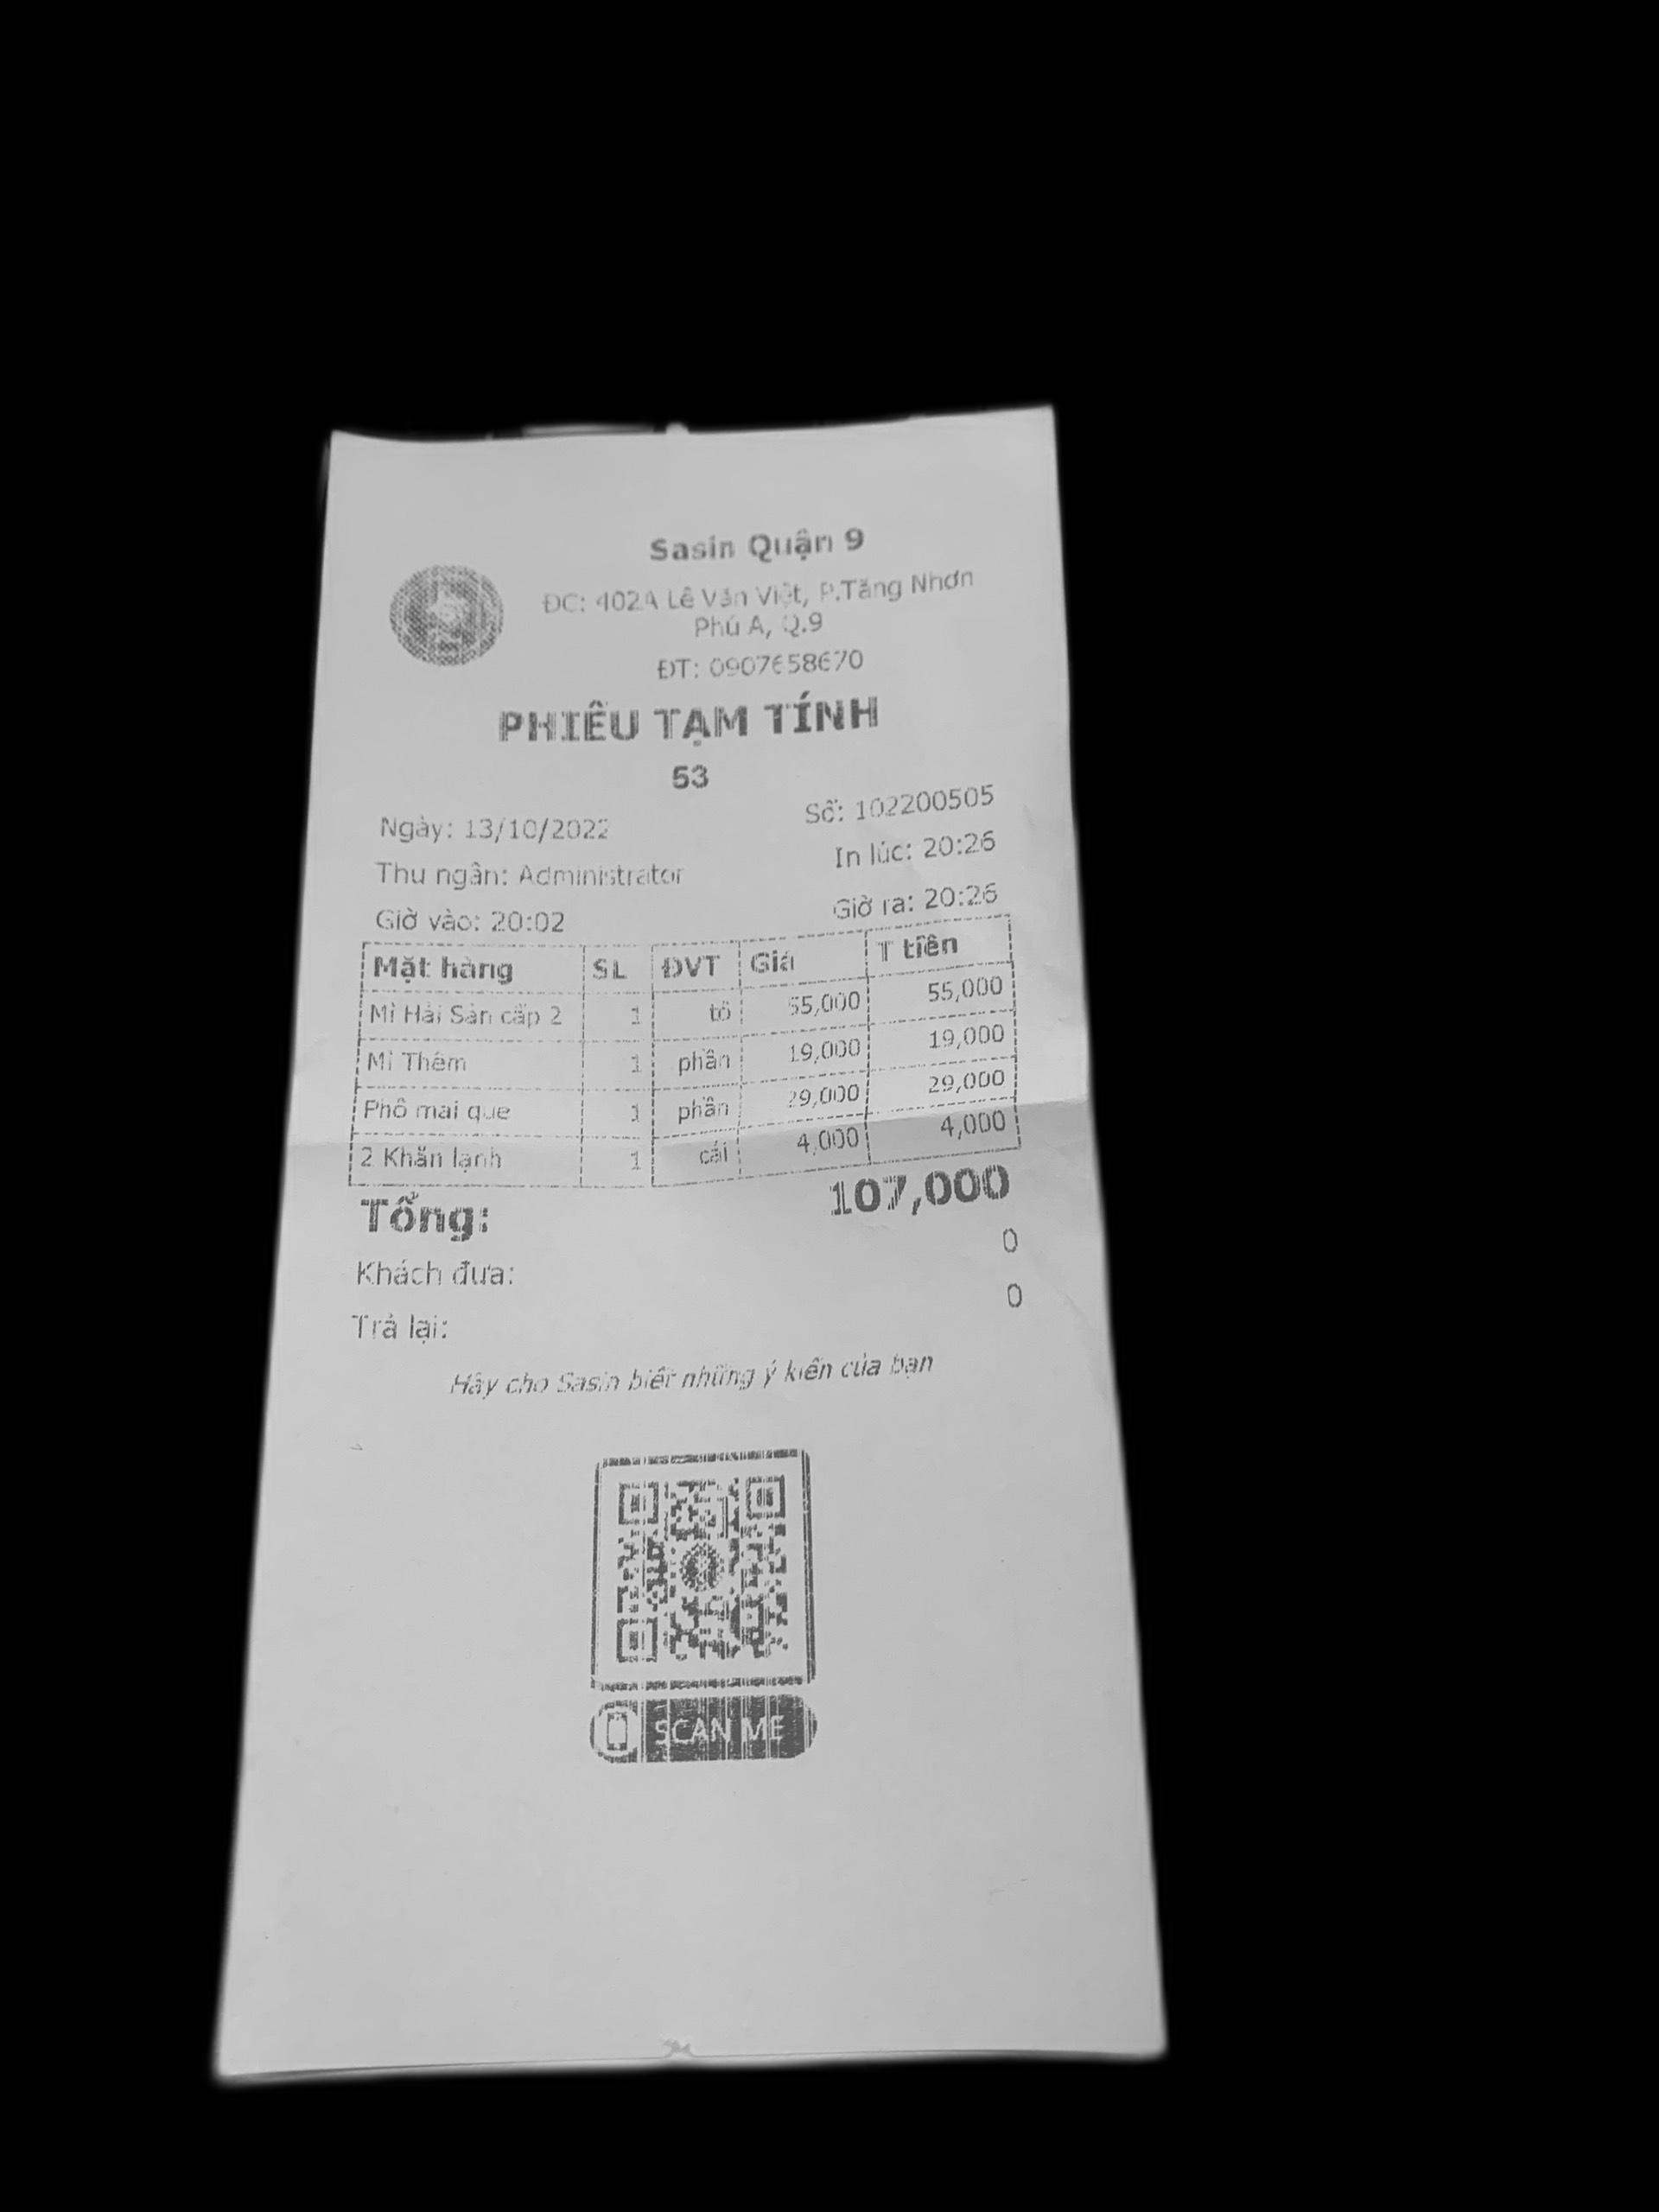 Sasin Quận 9
ĐC: 402A Lê Văn Việt, P.Tăng Nhơn
Phú A, Q.9
ĐT: 0907658670
PHIẾU TẠM TÍNH
53
Ngày: 13/10/2022 Số: 102200505
Thu ngân: Administrator In lúc: 20:26
Giờ vào: 20:02 Giờ ra: 20:26
Mặt hàng SL ĐVT Giá T tiền
Mì Hải Sản cấp 2 1 tô 55,000 55,000
Mì Thêm 1 phần 19,000 19,000
Phô mai que 1 phần 29,000 29,000
2 Khăn lạnh 1 cái 4,000 4,000
Tổng: 107,000
Khách đưa: 0
Trả lại: 0
Hãy cho Sasin biết những ý kiến của bạn
SCAN ME